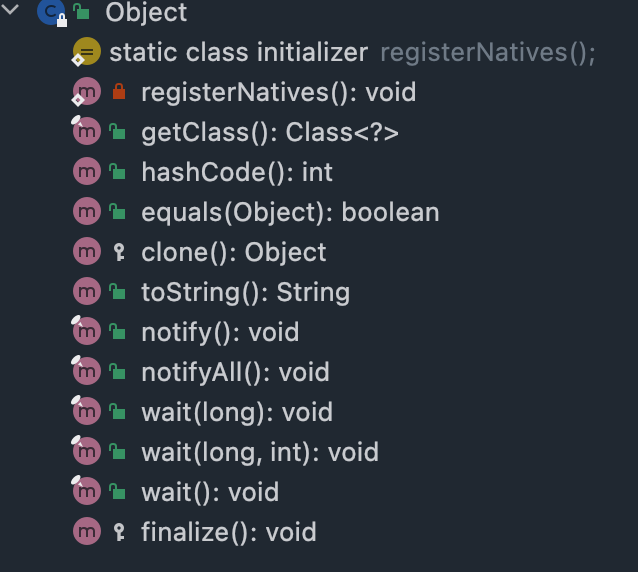 Object
static class initializer registerNatives();
registerNatives(): void
getClass(): Class<?>
hashCode(): int
equals(Object): boolean
clone(): Object
toString(): String
notify(): void
notifyAll(): void
wait(long): void
wait(long, int): void
wait(): void
finalize(): void